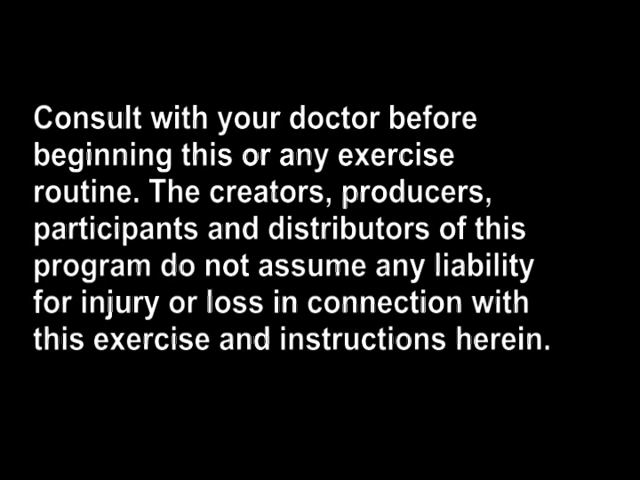 Consult with your doctor before
beginning this or any exercise
routine. The creators, producers,
participants and distributors of this
program do not assume any liability
for injury or loss in connection with
this exercise and instructions herein.